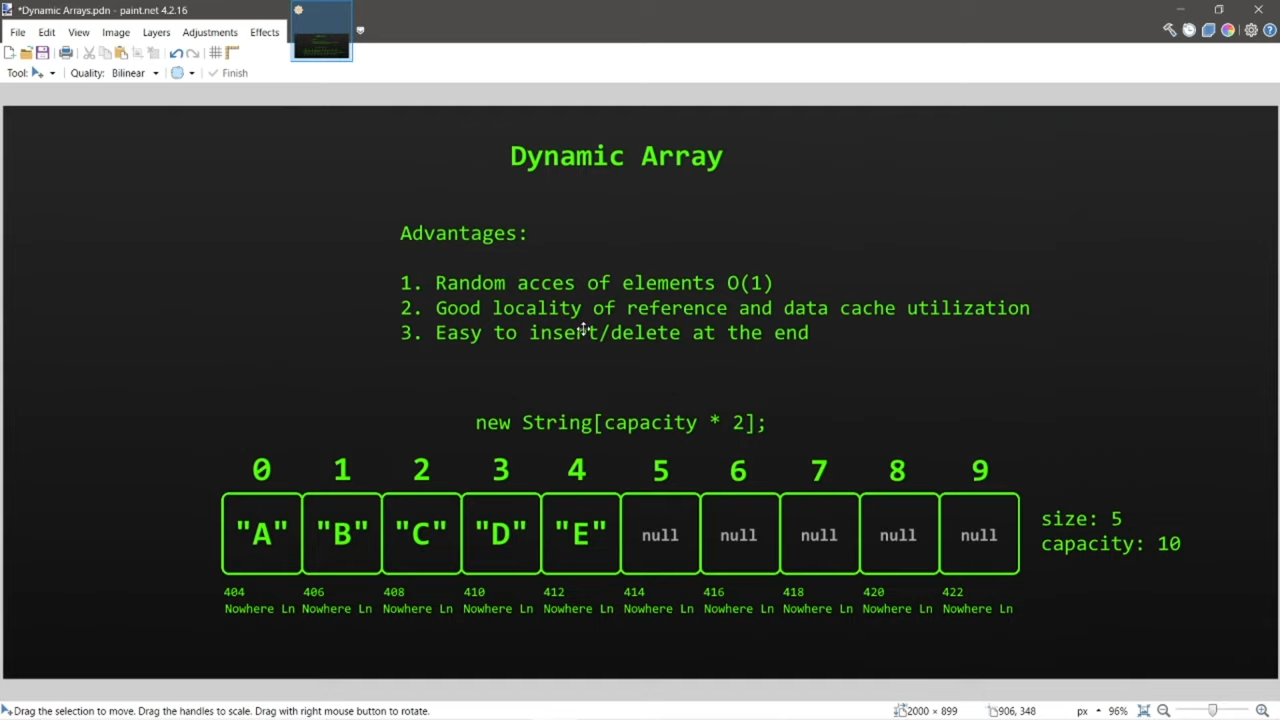 *Dynamic Arrays.pdn - paint.net 4.2.16
File Edit View Image Layers Adjustments Effects
Tool: Quality: Bilinear Finish
Dynamic Array
Advantages:
1. Random acces of elements O(1)
2. Good locality of reference and data cache utilization
3. Easy to insert/delete at the end
new String[capacity * 2];
0 1 2 3 4 5 6 7 8 9
"A" "B" "C" "D" "E" null null null null null
size: 5
capacity: 10
404 406 408 410 412 414 416 418 420 422
Nowhere Ln Nowhere Ln Nowhere Ln Nowhere Ln Nowhere Ln Nowhere Ln Nowhere Ln Nowhere Ln Nowhere Ln Nowhere Ln
Drag the selection to move. Drag the handles to scale. Drag with right mouse button to rotate. 2000 × 899 906, 348 px 96%